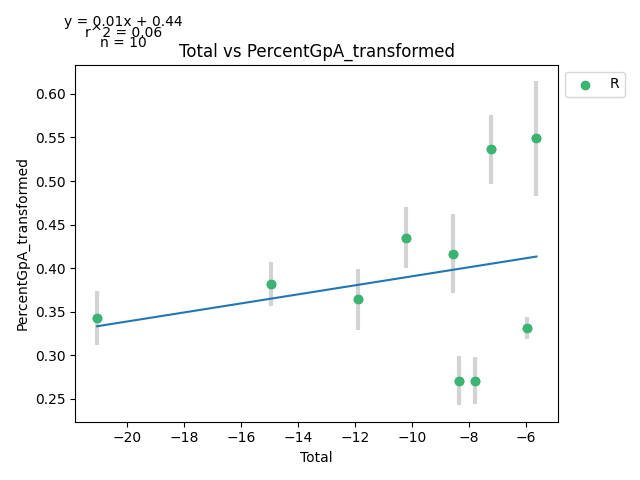 y = 0.01x + 0.44
r^2 = 0.06
n = 10
Total vs PercentGpA_transformed
R
PercentGpA_transformed
0.60
0.55
0.50
0.45
0.40
0.35
0.30
0.25
−20
−18
−16
−14
−12
−10
−8
−6
Total